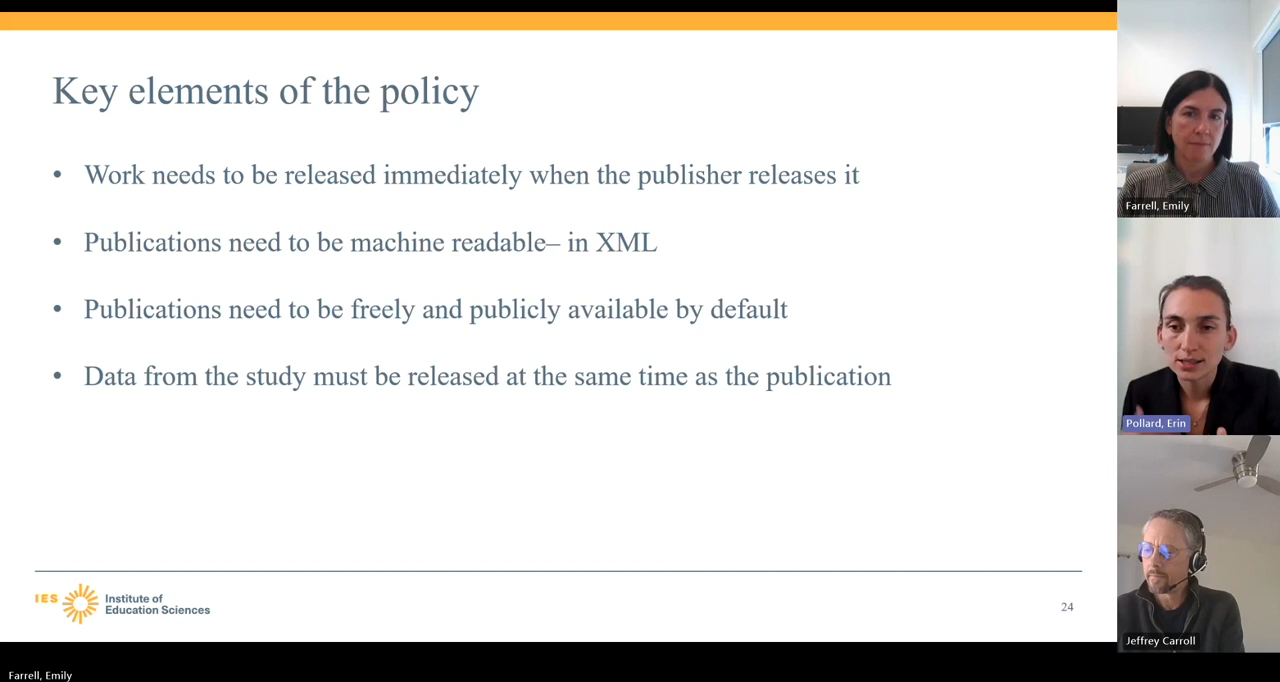 Key elements of the policy
• Work needs to be released immediately when the publisher releases it
• Publications need to be machine readable– in XML
• Publications need to be freely and publicly available by default
• Data from the study must be released at the same time as the publication
IES
Institute of
Education Sciences
24
Farrell, Emily
Pollard, Erin
Jeffrey Carroll
Farrell, Emily